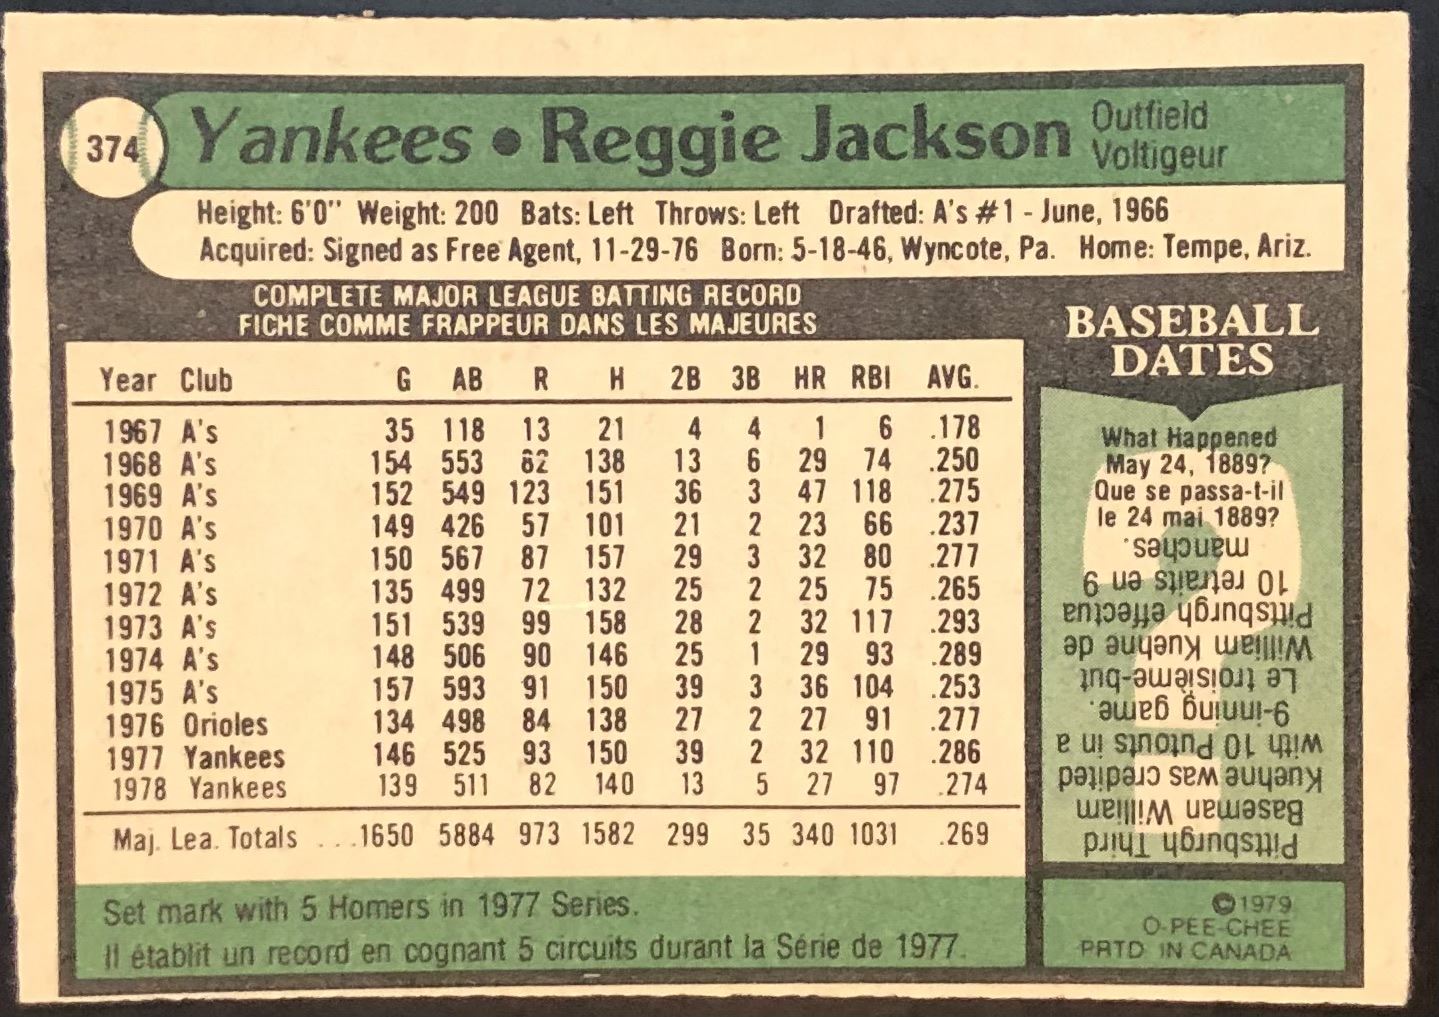 374
Yankees • Reggie Jackson
Outfield
Voltigeur
Height: 6'0" Weight: 200 Bats: Left Throws: Left Drafted: A's #1 - June, 1966
Acquired: Signed as Free Agent, 11-29-76 Born: 5-18-46, Wyncote, Pa. Home: Tempe, Ariz.
COMPLETE MAJOR LEAGUE BATTING RECORD
FICHE COMME FRAPPEUR DANS LES MAJEURES
Year Club G AB R H 2B 3B HR RBI AVG.
1967 A's 35 118 13 21 4 4 1 6 .178
1968 A's 154 553 82 138 13 6 29 74 .250
1969 A's 152 549 123 151 36 3 47 118 .275
1970 A's 149 426 57 101 21 2 23 66 .237
1971 A's 150 567 87 157 29 3 32 80 .277
1972 A's 135 499 72 132 25 2 25 75 .265
1973 A's 151 539 99 158 28 2 32 117 .293
1974 A's 148 506 90 146 25 1 29 93 .289
1975 A's 157 593 91 150 39 3 36 104 .253
1976 Orioles 134 498 84 138 27 2 27 91 .277
1977 Yankees 146 525 93 150 39 2 32 110 .286
1978 Yankees 139 511 82 140 13 5 27 97 .274
Maj. Lea. Totals ...1650 5884 973 1582 299 35 340 1031 .269
Set mark with 5 Homers in 1977 Series.
Il établit un record en cognant 5 circuits durant la Série de 1977.
BASEBALL
DATES
What Happened
May 24, 1889?
Que se passa-t-il
le 24 mai 1889?
Pittsburgh Third
Baseman William
Kuehne was credited
with 10 Putouts in a
9-inning game.
Le troisième-but
William Kuehne de
Pittsburgh effectua
10 retraits en 9
manches.
©1979
O-PEE-CHEE
PRTD IN CANADA